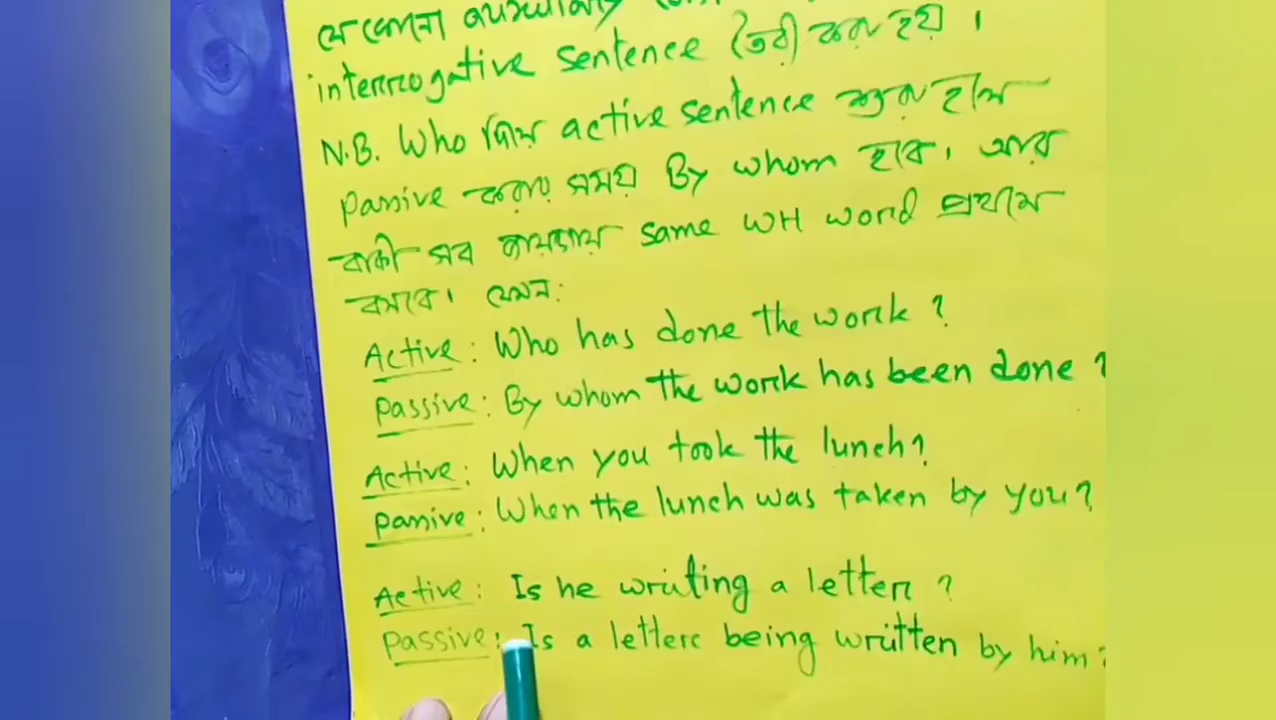 যে কোনো auxiliary
interrogative sentence তৈরী করা হয় ।
N.B. Who দিয়ে active sentence শুরু হলে
passive করার সময় By whom হবে, আর
বাকী সব জায়গায় same WH word প্রথমে
বসবে। যেমন:
Active : Who has done the work ?
passive : By whom the work has been done ?
Active : When you took the lunch?
passive : When the lunch was taken by you?
Active : Is he writing a letter ?
passive : Is a letter being written by him?